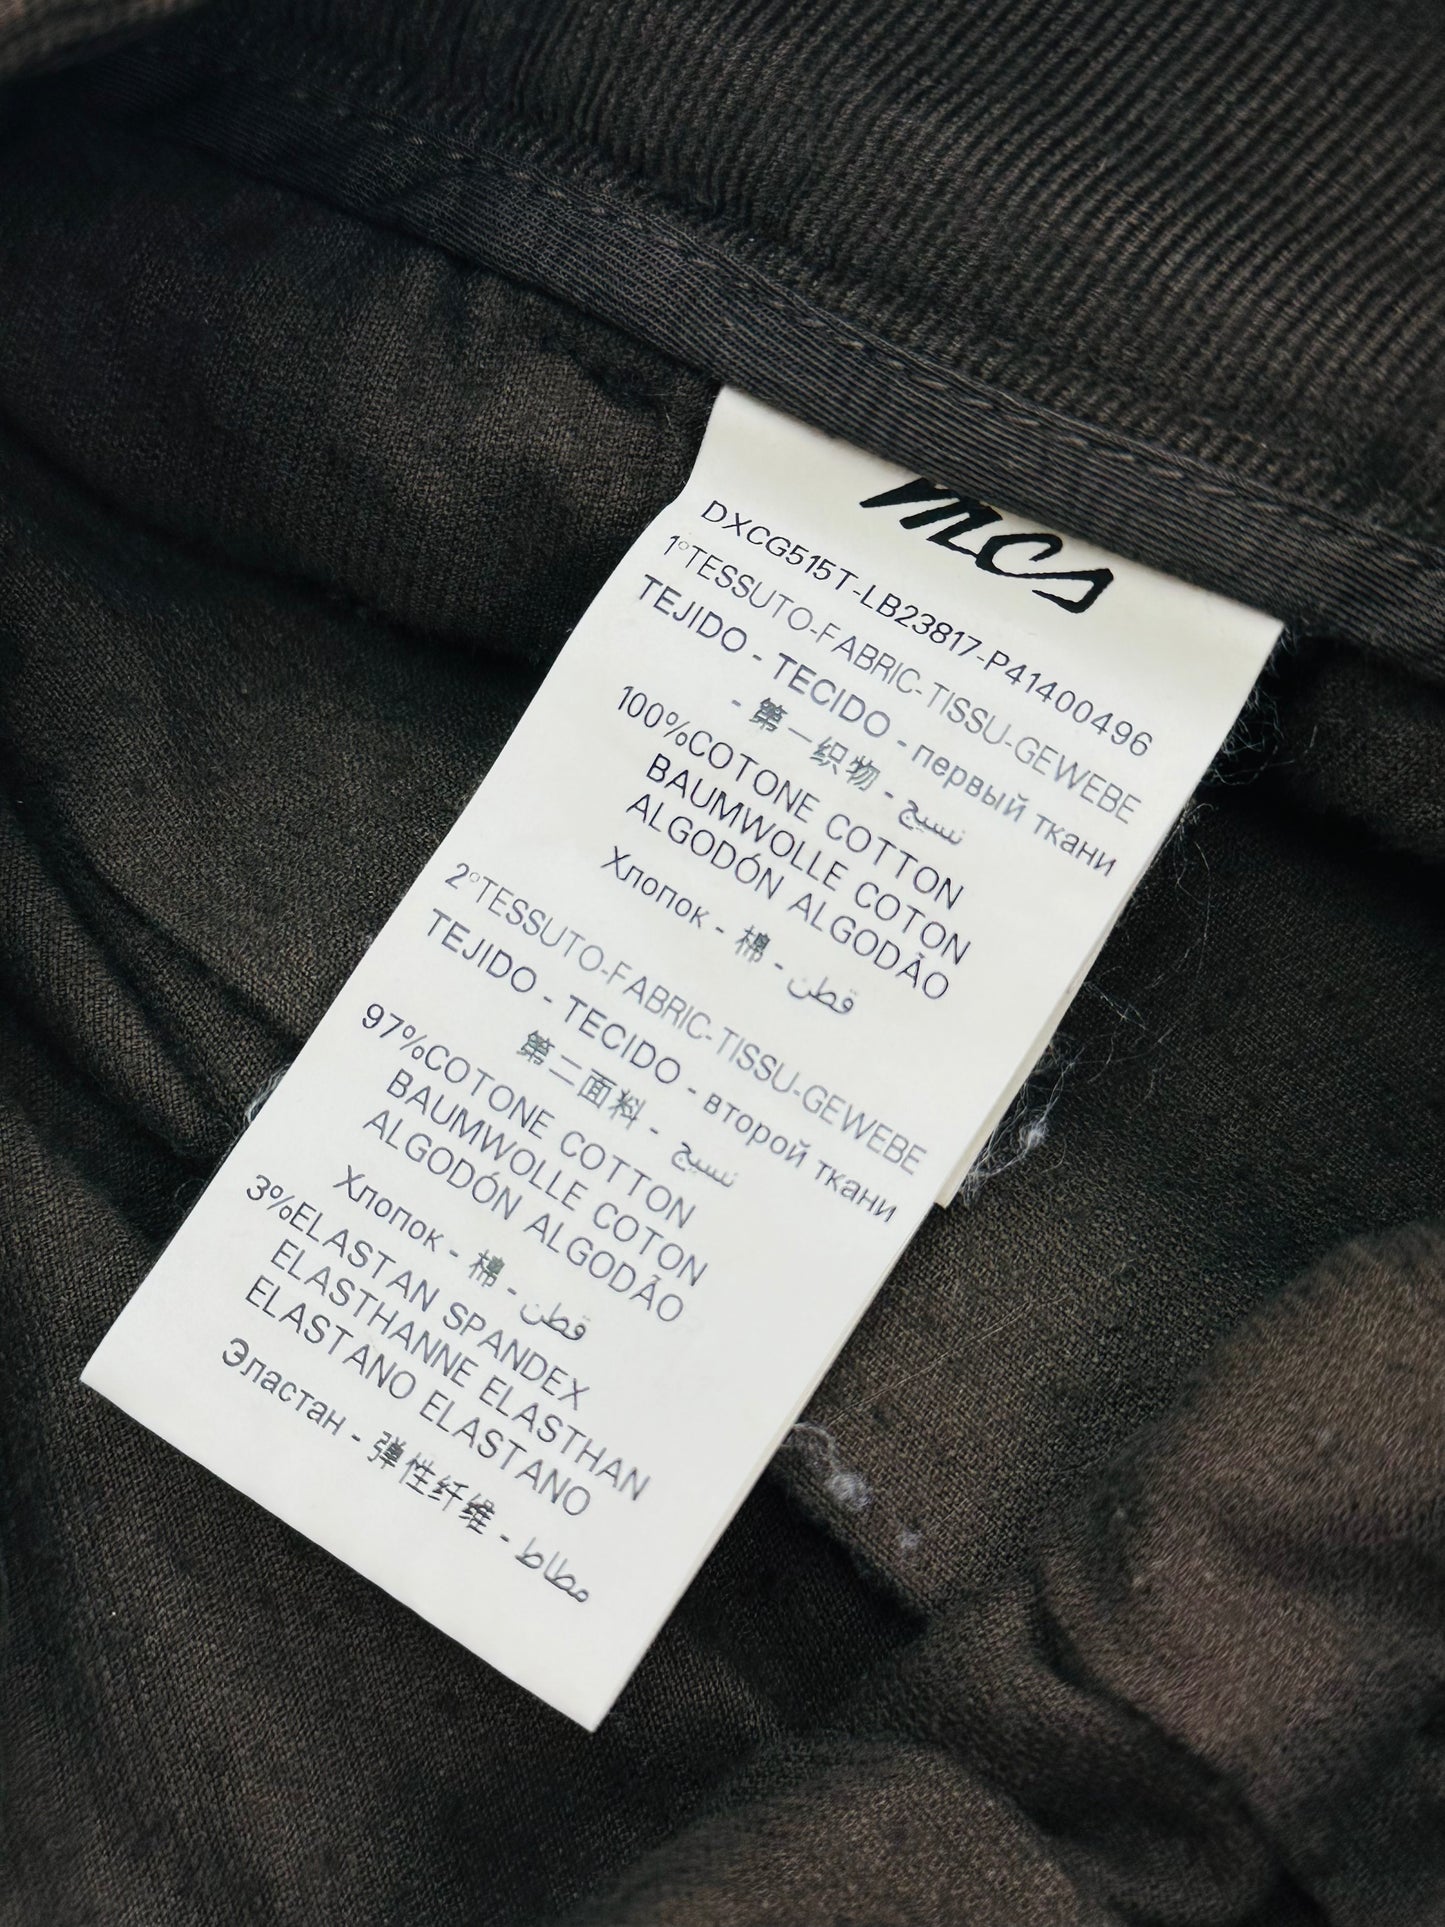 mcs
DXCG515T-LB23817-P41400496
1°TESSUTO-FABRIC-TISSU-GEWEBE
TEJIDO - TECIDO - первый ткани
- 第一织物 - نسيج
100%COTONE COTTON
BAUMWOLLE COTON
ALGODÓN ALGODÃO
Хлопок - 棉 - قطن
2°TESSUTO-FABRIC-TISSU-GEWEBE
TEJIDO - TECIDO - второй ткани
第二面料 - نسيج
97%COTONE COTTON
BAUMWOLLE COTON
ALGODÓN ALGODÃO
Хлопок - 棉 - قطن
3%ELASTAN SPANDEX
ELASTHANNE ELASTHAN
ELASTANO ELASTANO
Эластан - 弹性纤维 - مطاط